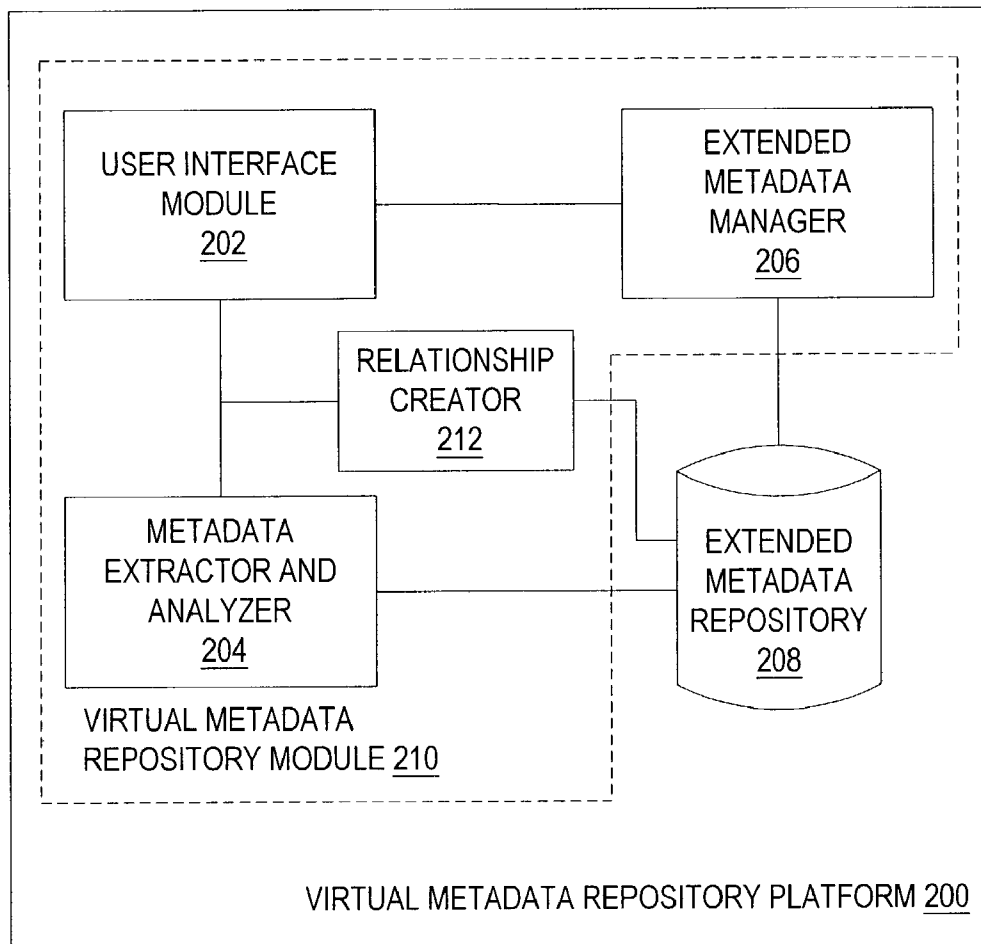 USER INTERFACE
MODULE
202
EXTENDED
METADATA
MANAGER
206
RELATIONSHIP
CREATOR
212
METADATA
EXTRACTOR AND
ANALYZER
204
EXTENDED
METADATA
REPOSITORY
208
VIRTUAL METADATA
REPOSITORY MODULE 210
VIRTUAL METADATA REPOSITORY PLATFORM 200